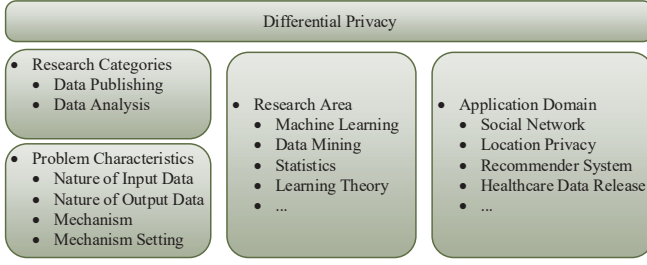 Differential Privacy
• Research Categories
• Data Publishing
• Data Analysis
• Problem Characteristics
• Nature of Input Data
• Nature of Output Data
• Mechanism
• Mechanism Setting
• Research Area
• Machine Learning
• Data Mining
• Statistics
• Learning Theory
• ...
• Application Domain
• Social Network
• Location Privacy
• Recommender System
• Healthcare Data Release
• ...